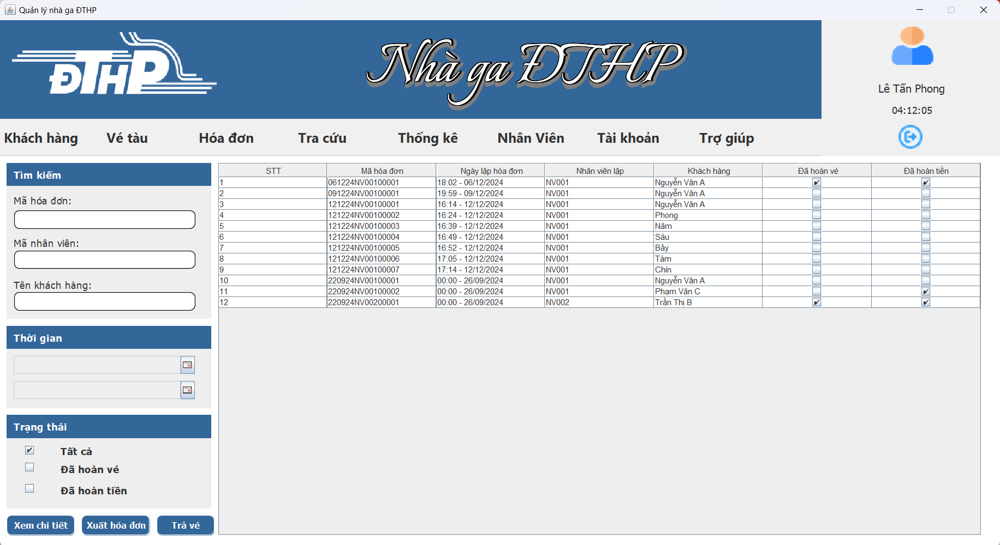 Quản lý nhà ga ĐTHP
ĐTHP
Nhà ga ĐTHP
Lê Tấn Phong
04:12:05
Khách hàng Vé tàu Hóa đơn Tra cứu Thống kê Nhân Viên Tài khoản Trợ giúp
Tìm kiếm
Mã hóa đơn:
Mã nhân viên:
Tên khách hàng:
Thời gian
Trạng thái
Tất cả
Đã hoàn vé
Đã hoàn tiền
Xem chi tiết Xuất hóa đơn Trả vé
STT Mã hóa đơn Ngày lập hóa đơn Nhân viên lập Khách hàng Đã hoàn vé Đã hoàn tiền
1 061224NV00100001 18:02 - 06/12/2024 NV001 Nguyễn Văn A
2 091224NV00100001 19:59 - 09/12/2024 NV001 Nguyễn Văn A
3 121224NV00100001 16:14 - 12/12/2024 NV001 Nguyễn Văn A
4 121224NV00100002 16:24 - 12/12/2024 NV001 Phong
5 121224NV00100003 16:39 - 12/12/2024 NV001 Năm
6 121224NV00100004 16:49 - 12/12/2024 NV001 Sáu
7 121224NV00100005 16:52 - 12/12/2024 NV001 Bảy
8 121224NV00100006 17:05 - 12/12/2024 NV001 Tám
9 121224NV00100007 17:14 - 12/12/2024 NV001 Chín
10 220924NV00100001 00:00 - 26/09/2024 NV001 Nguyễn Văn A
11 220924NV00100002 00:00 - 26/09/2024 NV001 Phạm Văn C
12 220924NV00200001 00:00 - 26/09/2024 NV002 Trần Thị B